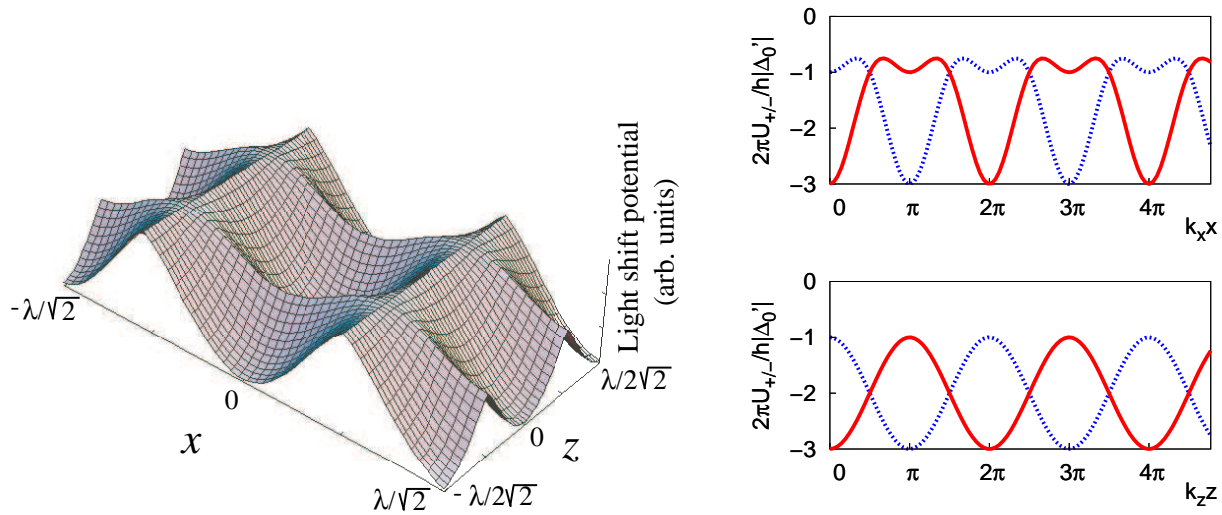 Light shift potential
(arb. units)
-λ/√2
0
x
λ/√2
-λ/2√2
0
z
λ/2√2
2πU+/-/h|Δ0'|
0
-1
-2
-3
0
π
2π
3π
4π
kxx
2πU+/-/h|Δ0'|
0
-1
-2
-3
0
π
2π
3π
4π
kzz